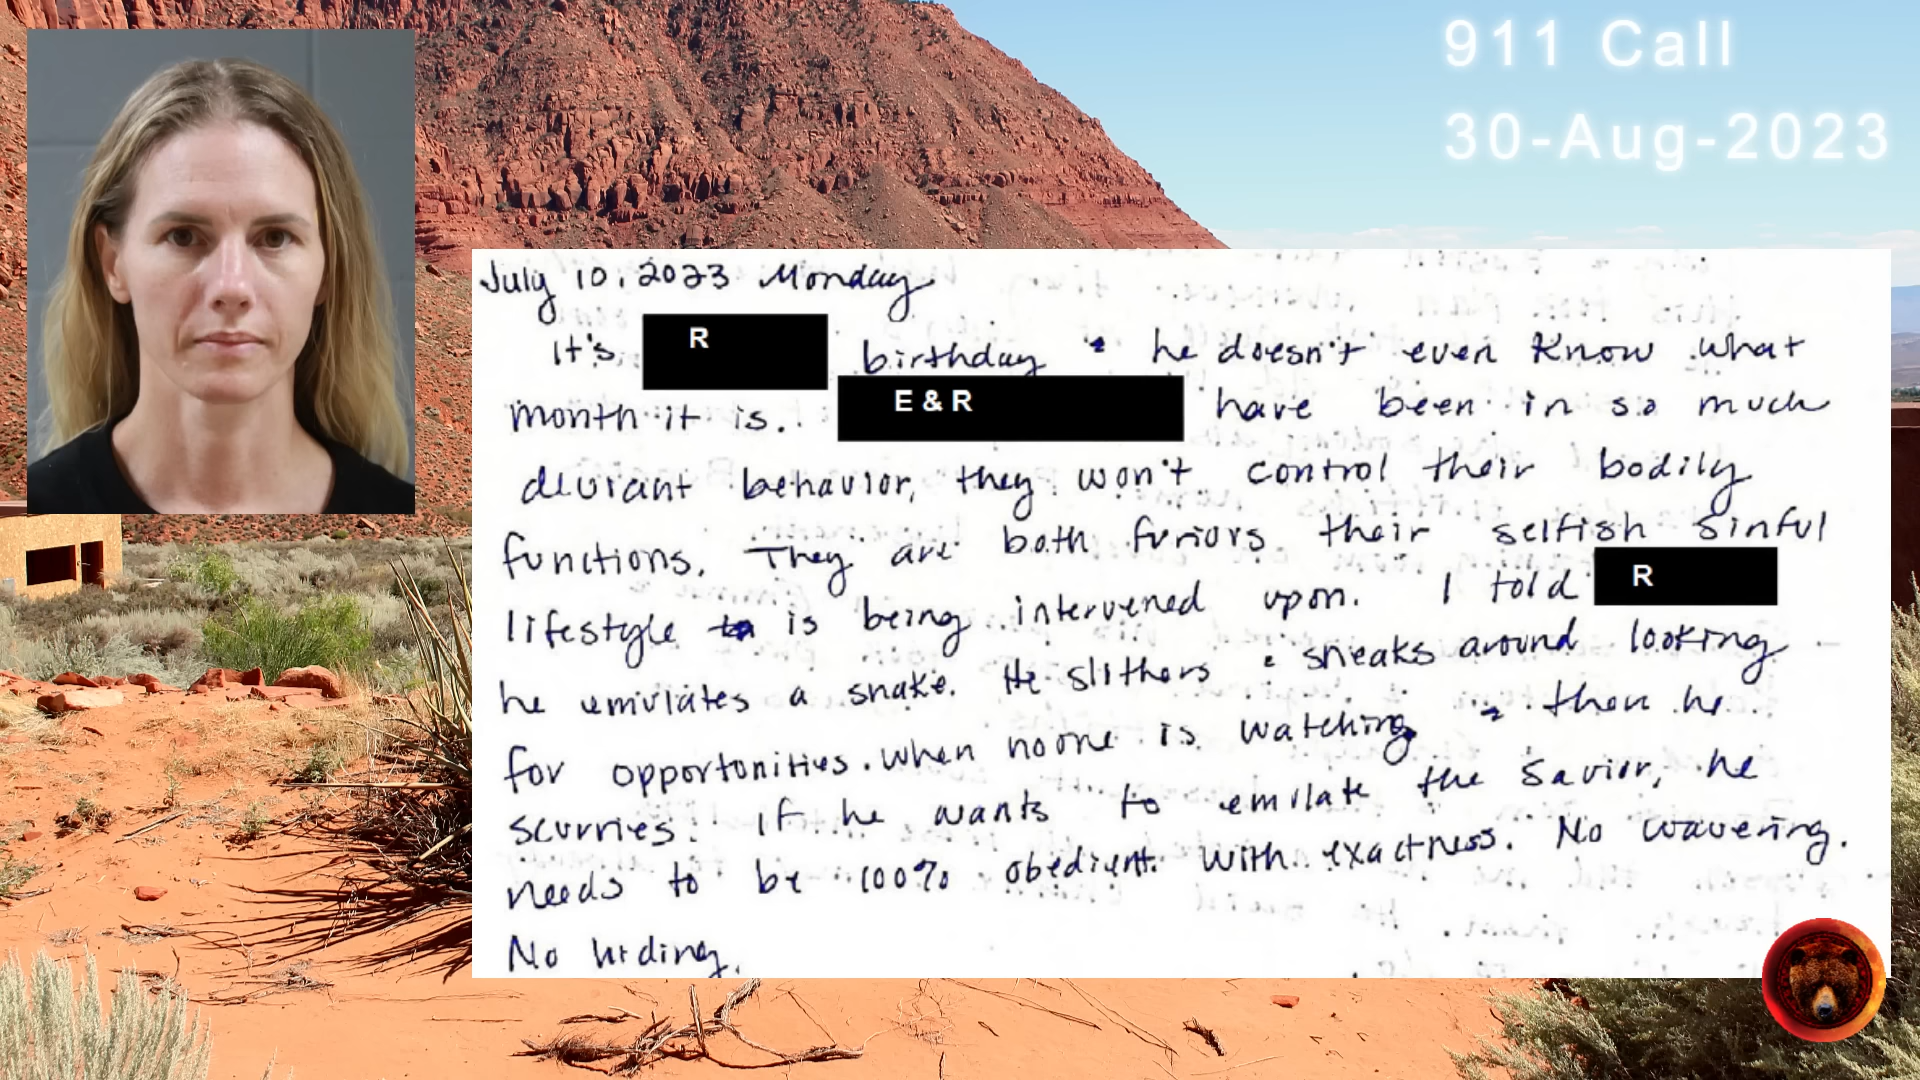 911 Call
30-Aug-2023
July 10, 2023 Monday
It's R birthday & he doesn't even know what
month it is. E & R have been in so much
deviant behavior, they won't control their bodily
functions. They are both furiors their selfish sinful
lifestyle is being intervened upon. I told R
he emulates a snake. He slithers & sneaks around looking
for opportunities when no one is watching & then he
scurries. If he wants to emulate the Savior, he
needs to be 100% obedient with exactness. No wavering.
No hiding.